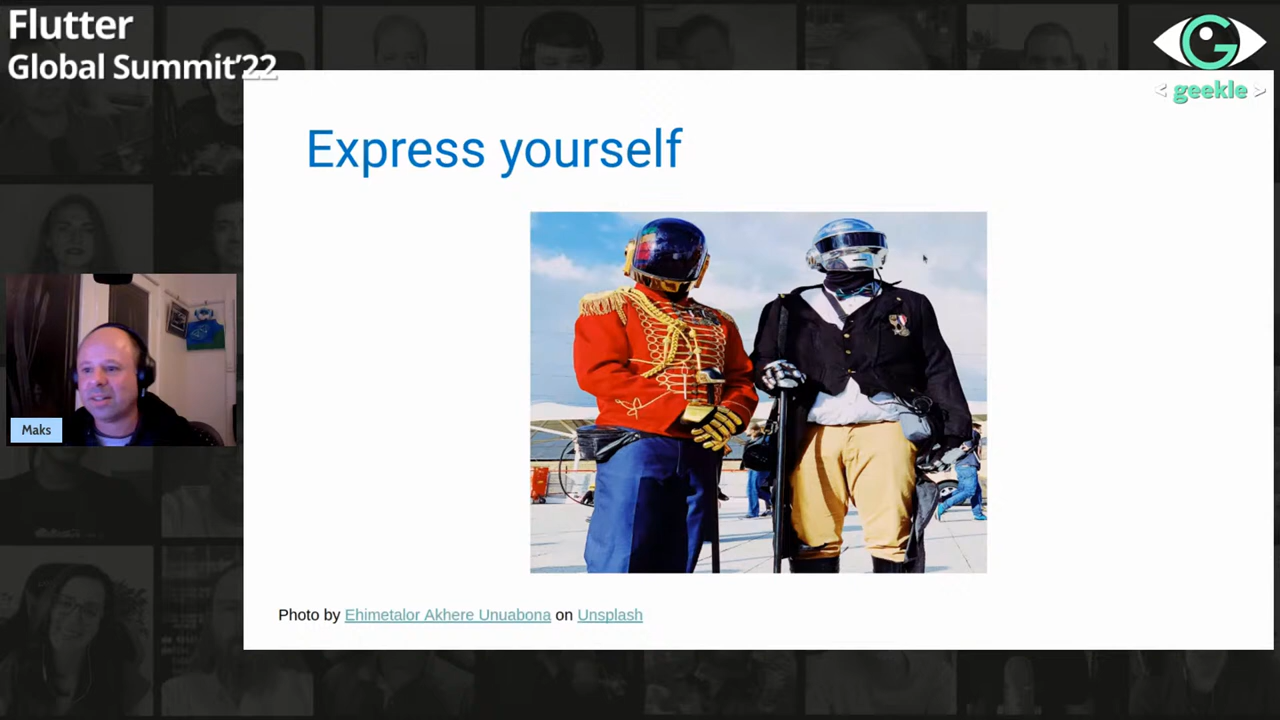 Flutter
Global Summit'22
< geekle >
Express yourself
Maks
Photo by Ehimetalor Akhere Unuabona on Unsplash